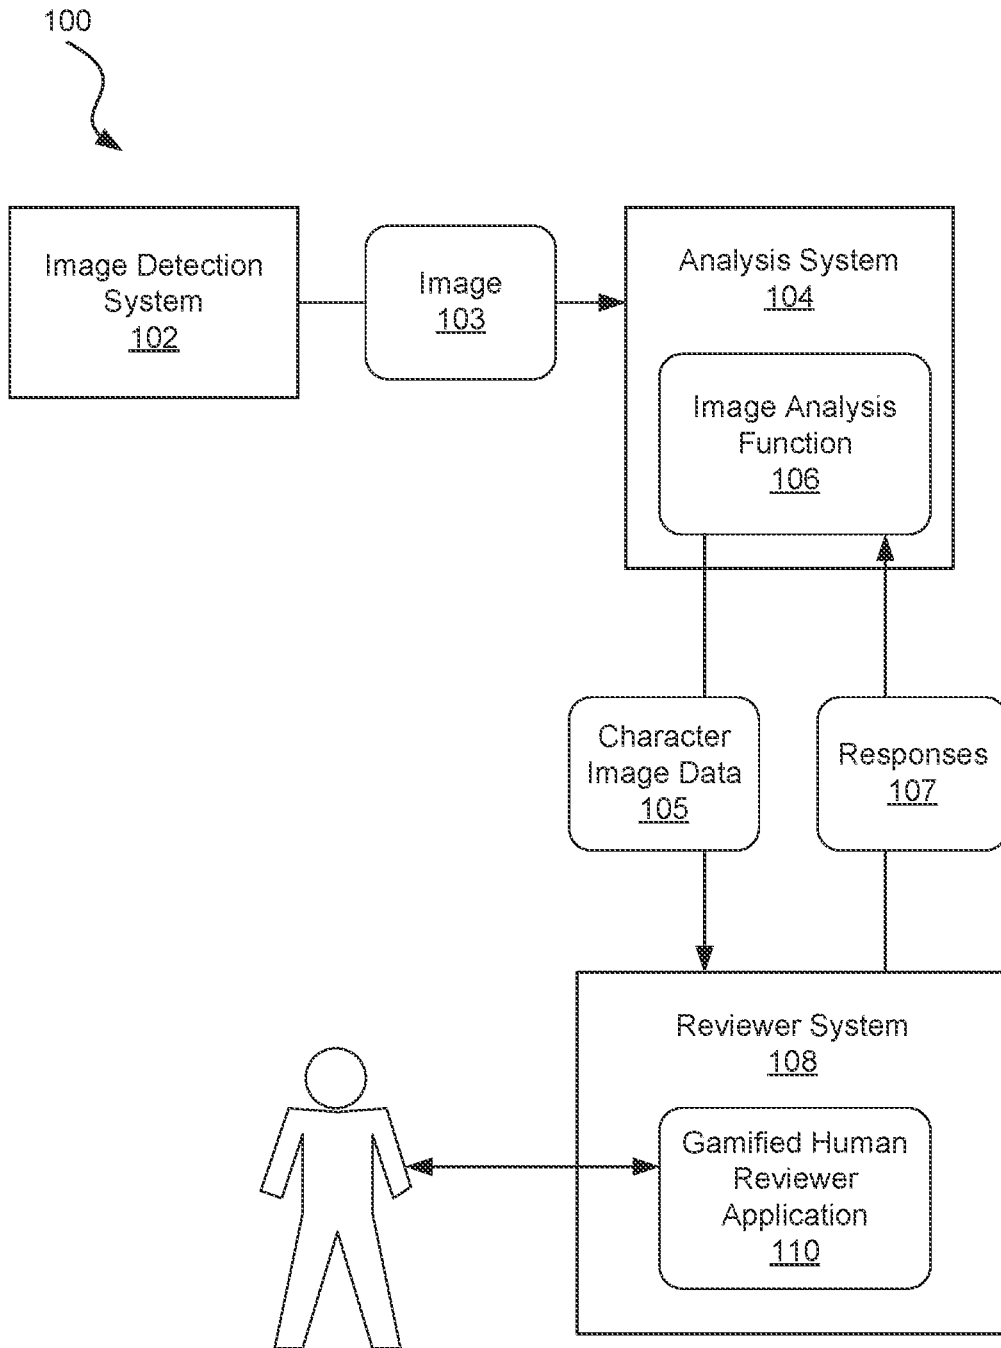 100
Image Detection
System
102
Image
103
Analysis System
104
Image Analysis
Function
106
Character
Image Data
105
Responses
107
Reviewer System
108
Gamified Human
Reviewer
Application
110